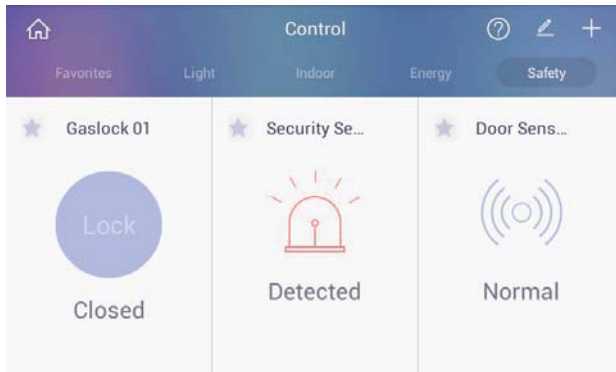 Control
Favorites Light Indoor Energy Safety
Gaslock 01 Security Se... Door Sens...
Lock
Closed Detected Normal